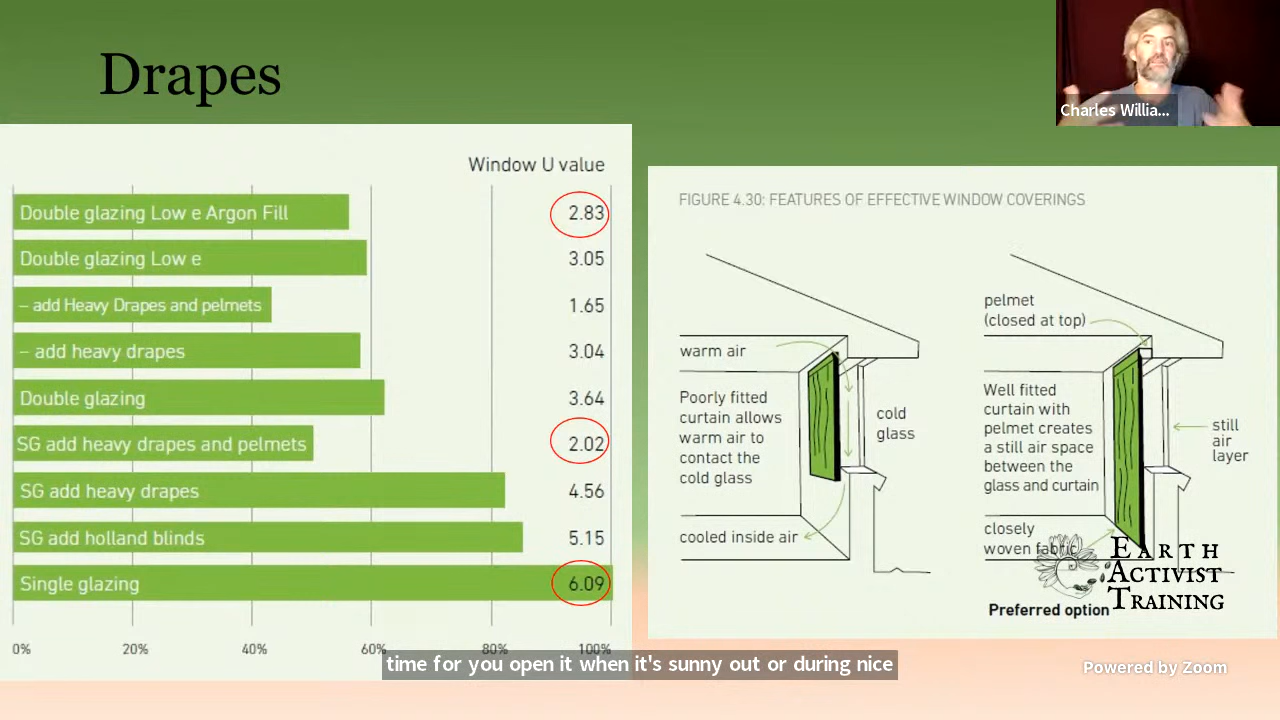 Drapes
Charles Willia...
Window U value
Double glazing Low e Argon Fill 2.83
Double glazing Low e 3.05
– add Heavy Drapes and pelmets 1.65
– add heavy drapes 3.04
Double glazing 3.64
SG add heavy drapes and pelmets 2.02
SG add heavy drapes 4.56
SG add holland blinds 5.15
Single glazing 6.09
0% 20% 40% 60% 80% 100%
FIGURE 4.30: FEATURES OF EFFECTIVE WINDOW COVERINGS
warm air
Poorly fitted
curtain allows
warm air to
contact the
cold glass
cold
glass
cooled inside air
pelmet
(closed at top)
Well fitted
curtain with
pelmet creates
a still air space
between the
glass and curtain
still
air
layer
closely
woven fabric
Preferred option
EARTH
ACTIVIST
TRAINING
time for you open it when it's sunny out or during nice
Powered by Zoom